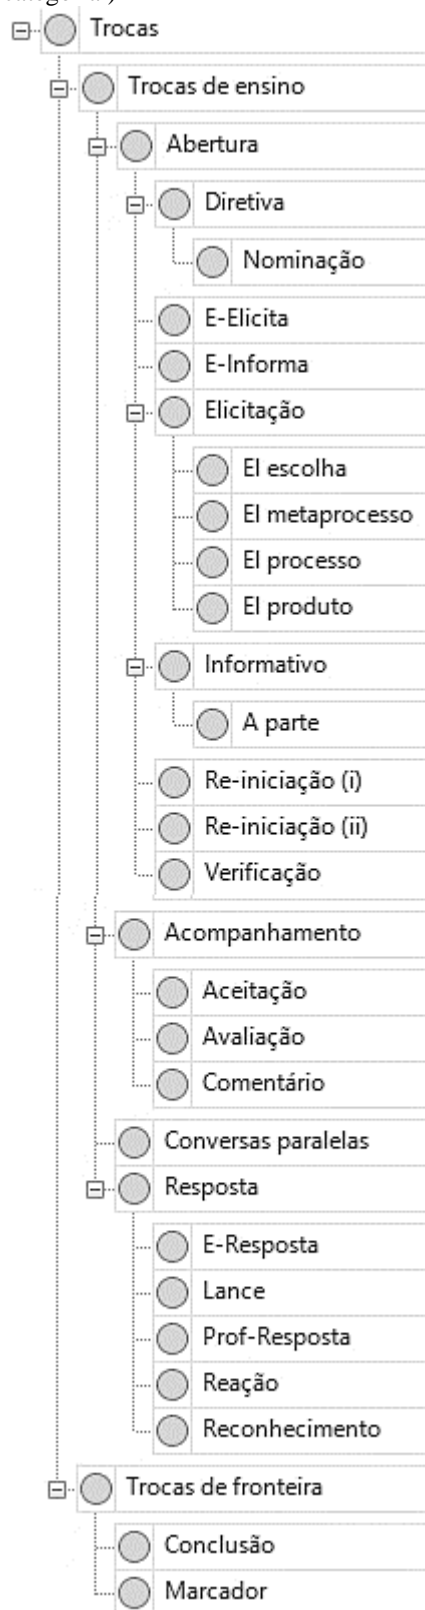 Trocas
Trocas de ensino
Abertura
Diretiva
Nominação
E-Elicita
E-Informa
Elicitação
El escolha
El metaprocesso
El processo
El produto
Informativo
A parte
Re-iniciação (i)
Re-iniciação (ii)
Verificação
Acompanhamento
Aceitação
Avaliação
Comentário
Conversas paralelas
Resposta
E-Resposta
Lance
Prof-Resposta
Reação
Reconhecimento
Trocas de fronteira
Conclusão
Marcador